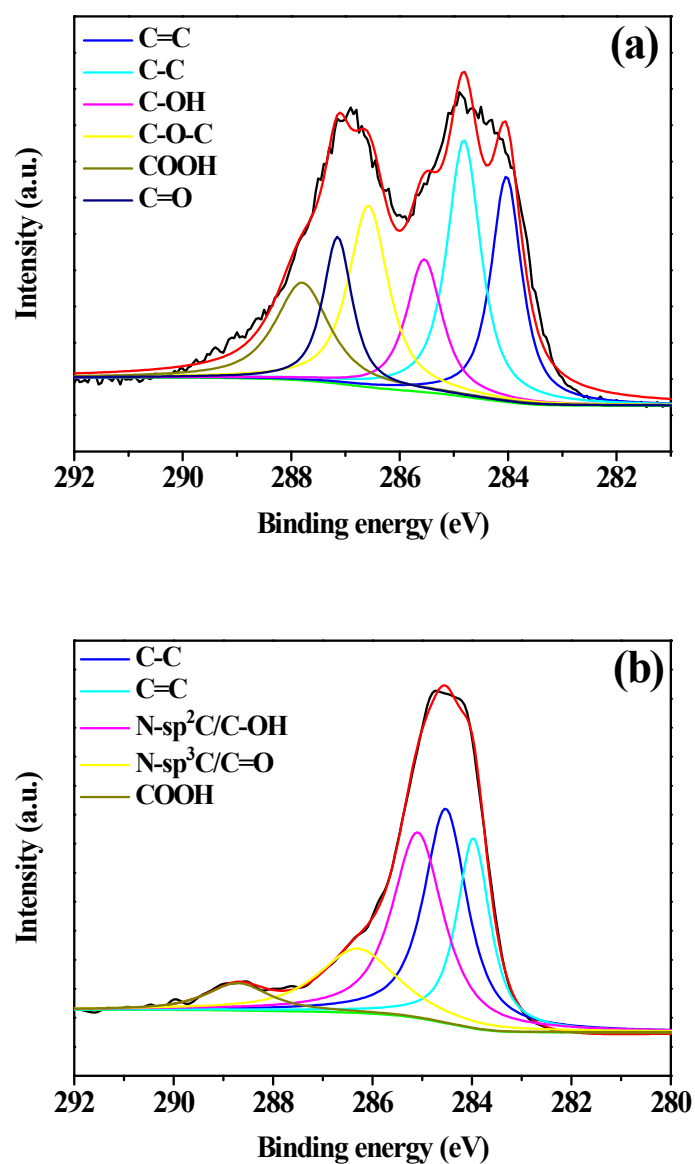 (a)
C=C
C-C
C-OH
C-O-C
COOH
C=O
Intensity (a.u.)
292 290 288 286 284 282
Binding energy (eV)
(b)
C-C
C=C
N-sp²C/C-OH
N-sp³C/C=O
COOH
Intensity (a.u.)
292 290 288 286 284 282 280
Binding energy (eV)